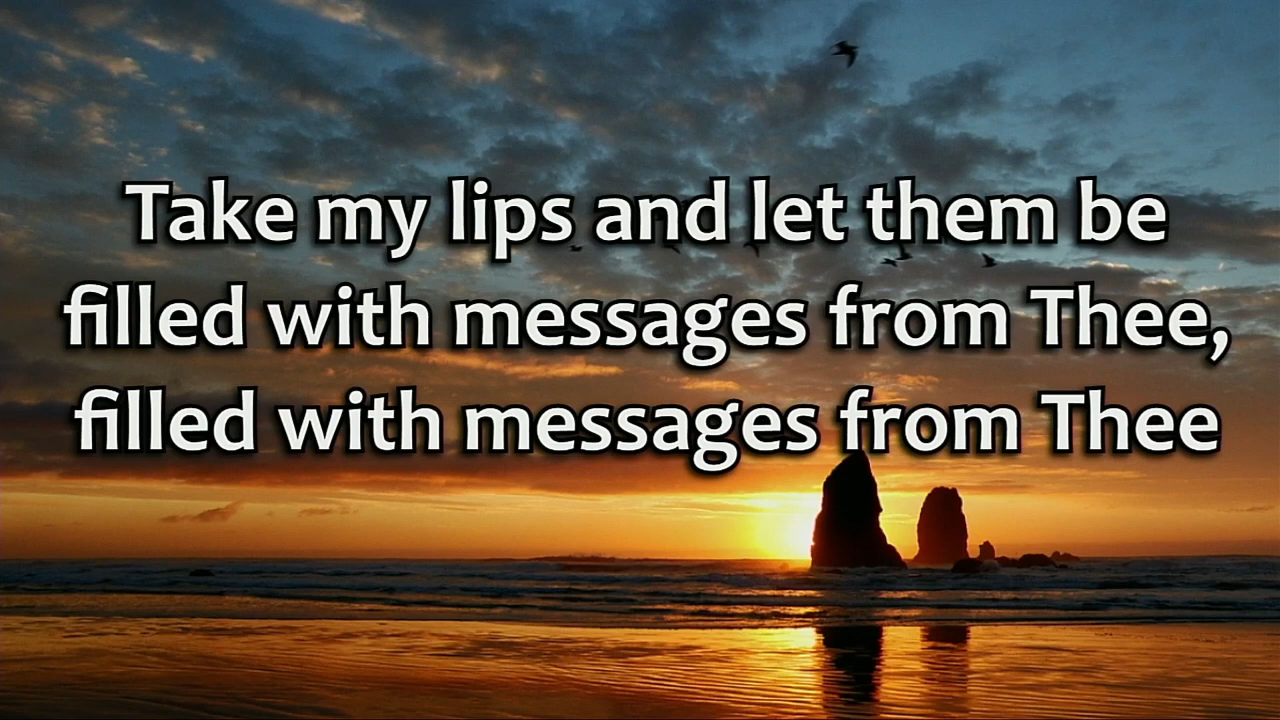 Take my lips and let them be
filled with messages from Thee,
filled with messages from Thee